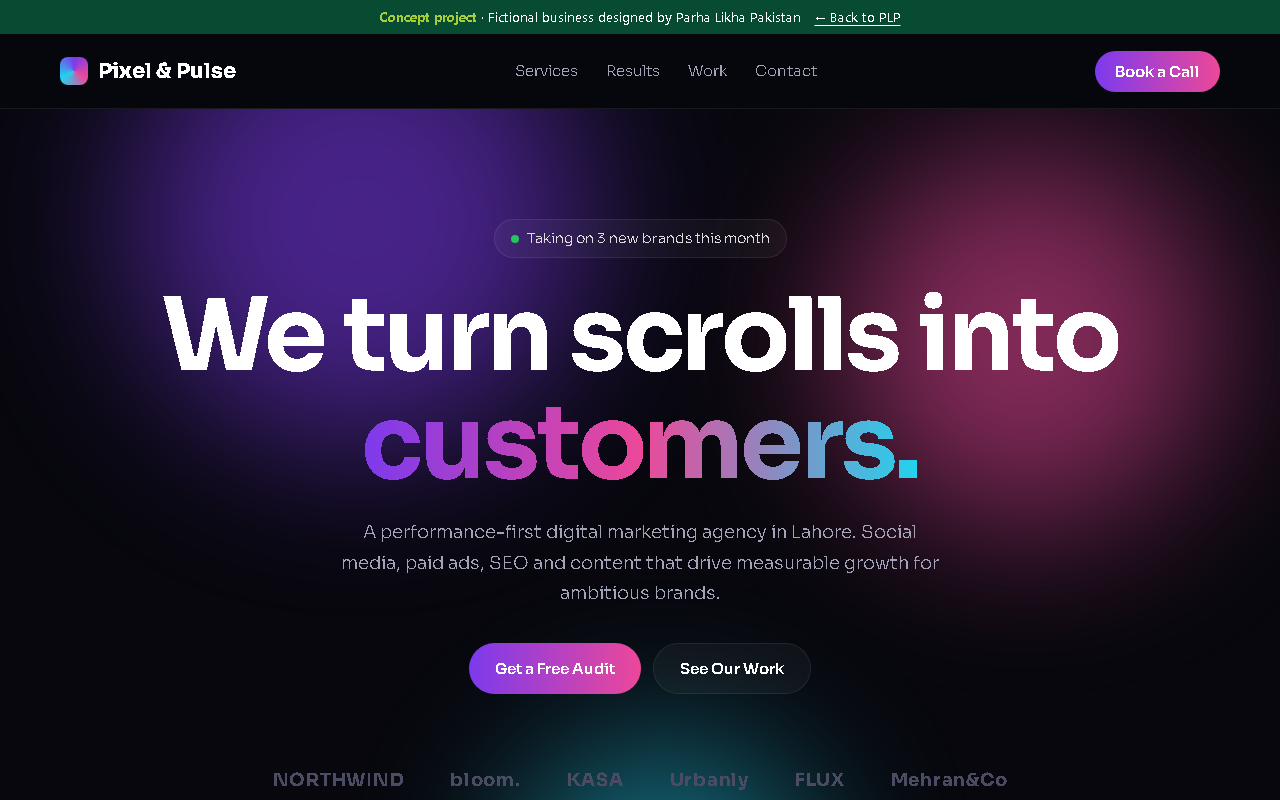 Concept project · Fictional business designed by Parha Likha Pakistan ← Back to PLP
Pixel & Pulse
Services Results Work Contact
Book a Call
Taking on 3 new brands this month
We turn scrolls into
customers.
A performance-first digital marketing agency in Lahore. Social
media, paid ads, SEO and content that drive measurable growth for
ambitious brands.
Get a Free Audit
See Our Work
NORTHWIND bloom. KASA Urbanly FLUX Mehran&Co